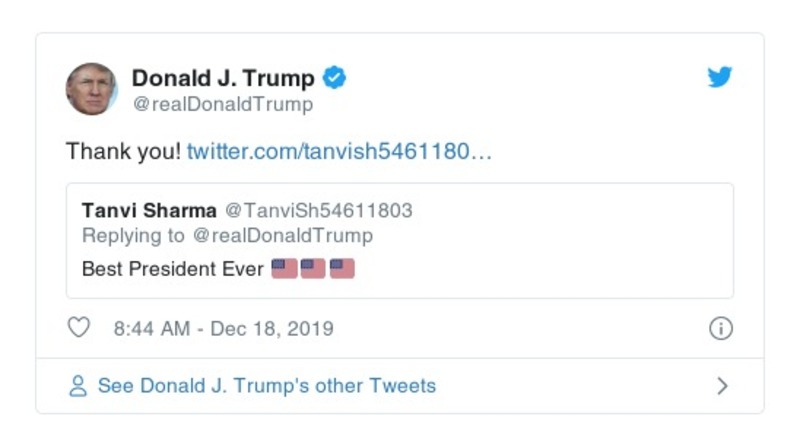 Donald J. Trump
@realDonaldTrump
Thank you! twitter.com/tanvish5461180…
Tanvi Sharma @TanviSh54611803
Replying to @realDonaldTrump
Best President Ever 🇺🇸🇺🇸🇺🇸
8:44 AM - Dec 18, 2019
See Donald J. Trump's other Tweets